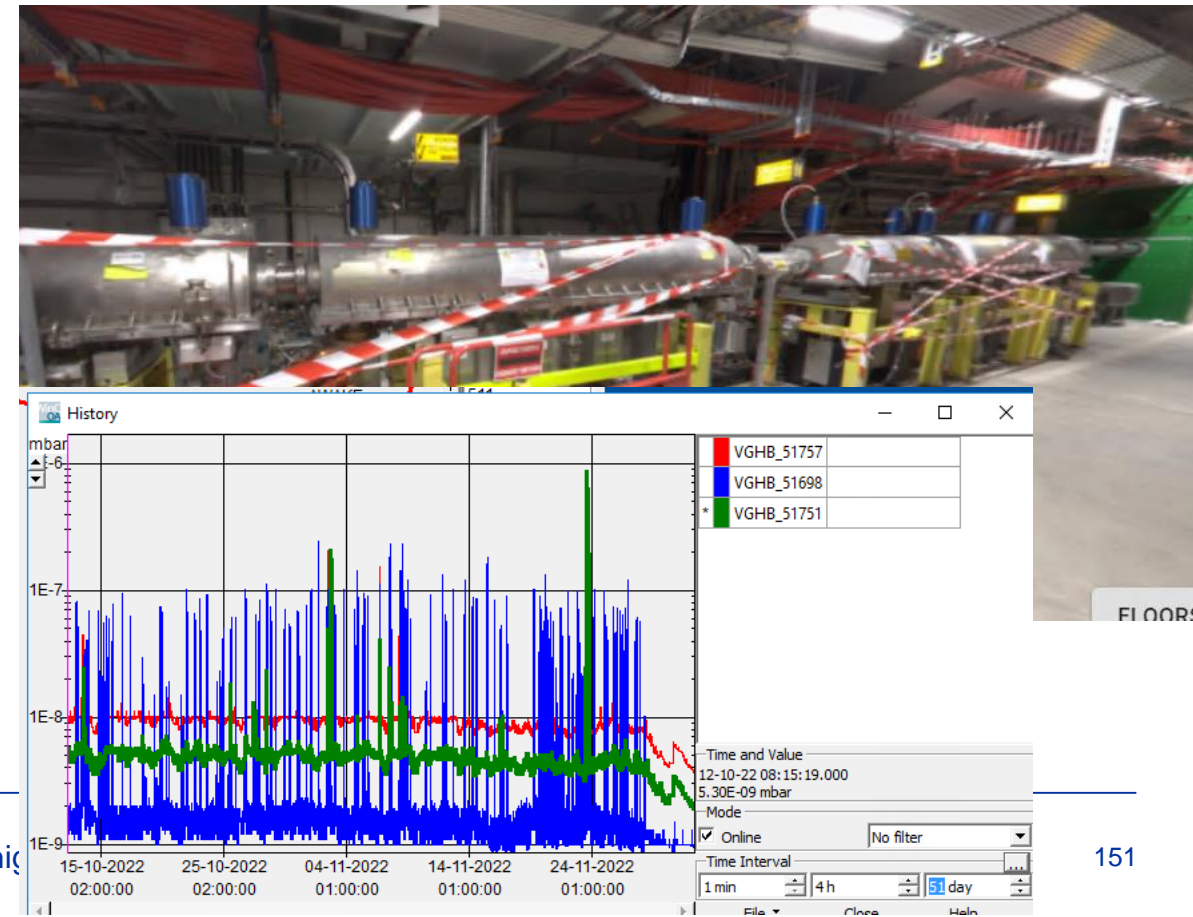 History
mbar
VGHB_51757
VGHB_51698
* VGHB_51751
1E-7
1E-8
1E-9
15-10-2022 25-10-2022 04-11-2022 14-11-2022 24-11-2022
02:00:00 02:00:00 01:00:00 01:00:00 01:00:00
Time and Value
12-10-22 08:15:19.000
5.30E-09 mbar
Mode
Online No filter
Time Interval
...
1 min 4 h 51 day
File Close Help
FLOORS
151